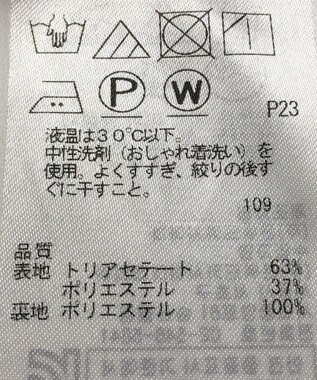 P W
P23
液温は30℃以下。
中性洗剤（おしゃれ着洗い）を
使用。よくすすぎ、絞りの後す
ぐに干すこと。
109
品質
表地 トリアセテート 63%
ポリエステル 37%
裏地 ポリエステル 100%